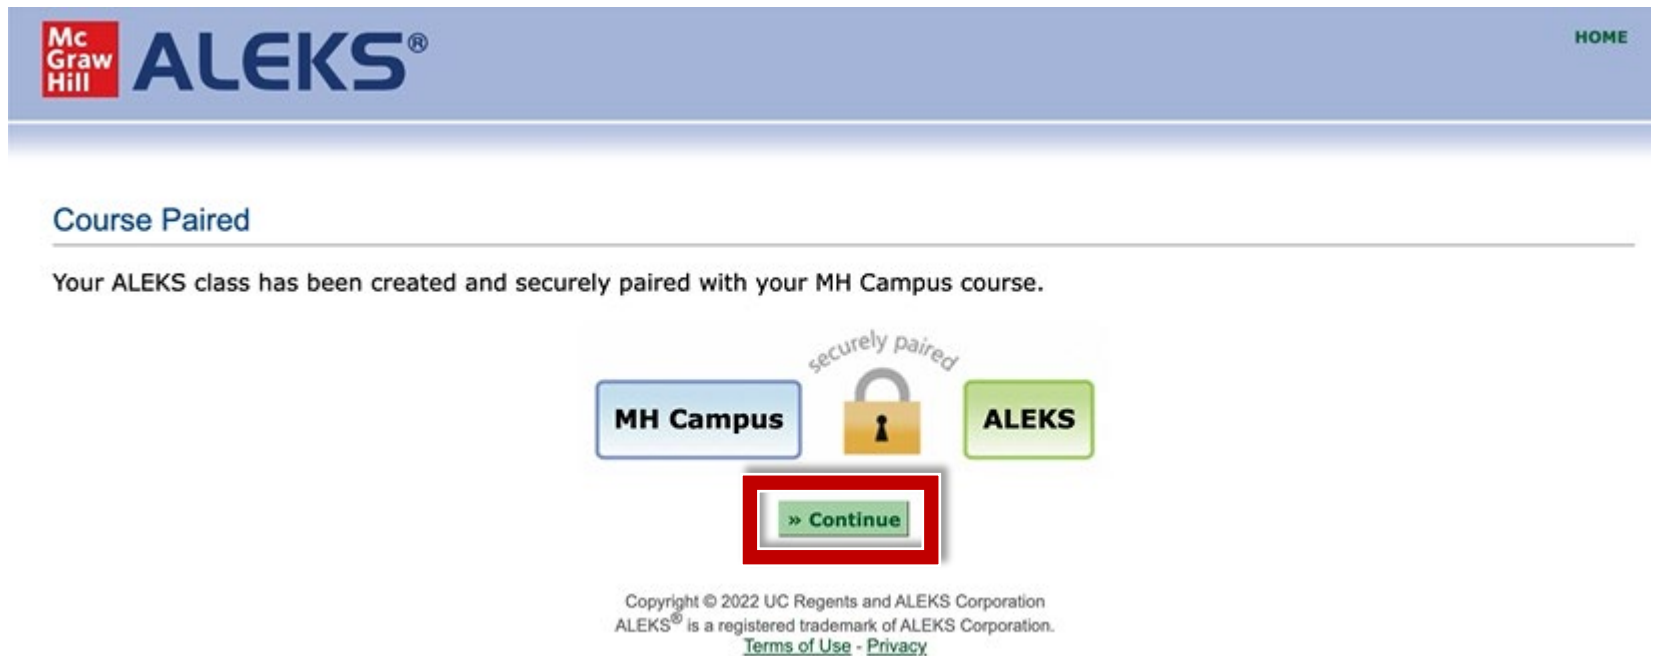 Mc
Graw
Hill
ALEKS®
HOME
Course Paired
Your ALEKS class has been created and securely paired with your MH Campus course.
securely paired
MH Campus
ALEKS
» Continue
Copyright © 2022 UC Regents and ALEKS Corporation
ALEKS® is a registered trademark of ALEKS Corporation.
Terms of Use - Privacy